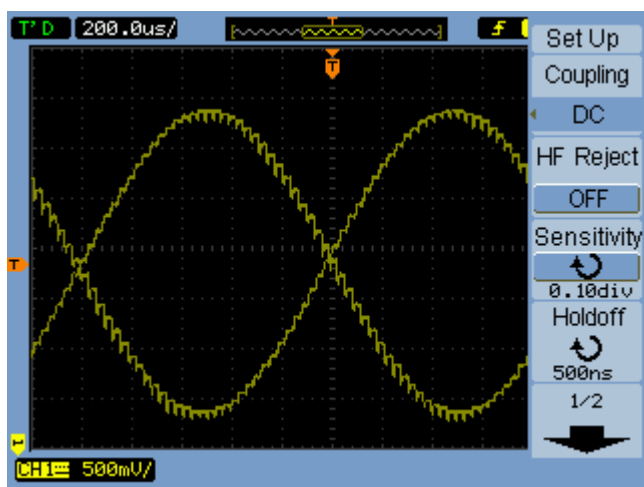 T'D 200.0us/
T
Set Up
Coupling
DC
HF Reject
OFF
Sensitivity
0.10div
Holdoff
500ns
1/2
T
T
CH1 500mV/